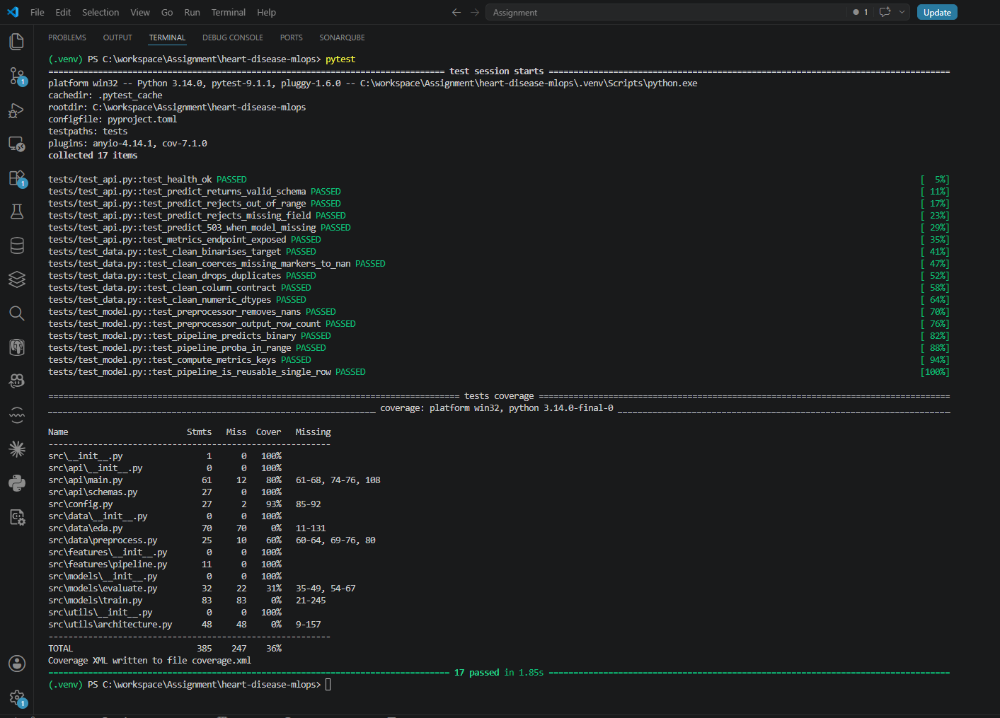 File Edit Selection View Go Run Terminal Help
Assignment
1
Update
PROBLEMS OUTPUT TERMINAL DEBUG CONSOLE PORTS SONARQUBE
(.venv) PS C:\workspace\Assignment\heart-disease-mlops> pytest
================================================================================ test session starts =================================================================================
platform win32 -- Python 3.14.0, pytest-9.1.1, pluggy-1.6.0 -- C:\workspace\Assignment\heart-disease-mlops\.venv\Scripts\python.exe
cachedir: .pytest_cache
rootdir: C:\workspace\Assignment\heart-disease-mlops
configfile: pyproject.toml
testpaths: tests
plugins: anyio-4.14.1, cov-7.1.0
collected 17 items
tests/test_api.py::test_health_ok PASSED [  5%]
tests/test_api.py::test_predict_returns_valid_schema PASSED [ 11%]
tests/test_api.py::test_predict_rejects_out_of_range PASSED [ 17%]
tests/test_api.py::test_predict_rejects_missing_field PASSED [ 23%]
tests/test_api.py::test_predict_503_when_model_missing PASSED [ 29%]
tests/test_api.py::test_metrics_endpoint_exposed PASSED [ 35%]
tests/test_data.py::test_clean_binarises_target PASSED [ 41%]
tests/test_data.py::test_clean_coerces_missing_markers_to_nan PASSED [ 47%]
tests/test_data.py::test_clean_drops_duplicates PASSED [ 52%]
tests/test_data.py::test_clean_column_contract PASSED [ 58%]
tests/test_data.py::test_clean_numeric_dtypes PASSED [ 64%]
tests/test_model.py::test_preprocessor_removes_nans PASSED [ 70%]
tests/test_model.py::test_preprocessor_output_row_count PASSED [ 76%]
tests/test_model.py::test_pipeline_predicts_binary PASSED [ 82%]
tests/test_model.py::test_pipeline_proba_in_range PASSED [ 88%]
tests/test_model.py::test_compute_metrics_keys PASSED [ 94%]
tests/test_model.py::test_pipeline_is_reusable_single_row PASSED [100%]
=================================================================================== tests coverage ===================================================================================
__________________________________________________________________ coverage: platform win32, python 3.14.0-final-0 ___________________________________________________________________
Name Stmts Miss Cover Missing
---------------------------------------------------------
src\__init__.py 1 0 100%
src\api\__init__.py 0 0 100%
src\api\main.py 61 12 80% 61-68, 74-76, 108
src\api\schemas.py 27 0 100%
src\config.py 27 2 93% 85-92
src\data\__init__.py 0 0 100%
src\data\eda.py 70 70 0% 11-131
src\data\preprocess.py 25 10 60% 60-64, 69-76, 80
src\features\__init__.py 0 0 100%
src\features\pipeline.py 11 0 100%
src\models\__init__.py 0 0 100%
src\models\evaluate.py 32 22 31% 35-49, 54-67
src\models\train.py 83 83 0% 21-245
src\utils\__init__.py 0 0 100%
src\utils\architecture.py 48 48 0% 9-157
---------------------------------------------------------
TOTAL 385 247 36%
Coverage XML written to file coverage.xml
================================================================================= 17 passed in 1.85s =================================================================================
(.venv) PS C:\workspace\Assignment\heart-disease-mlops>
1
1
1